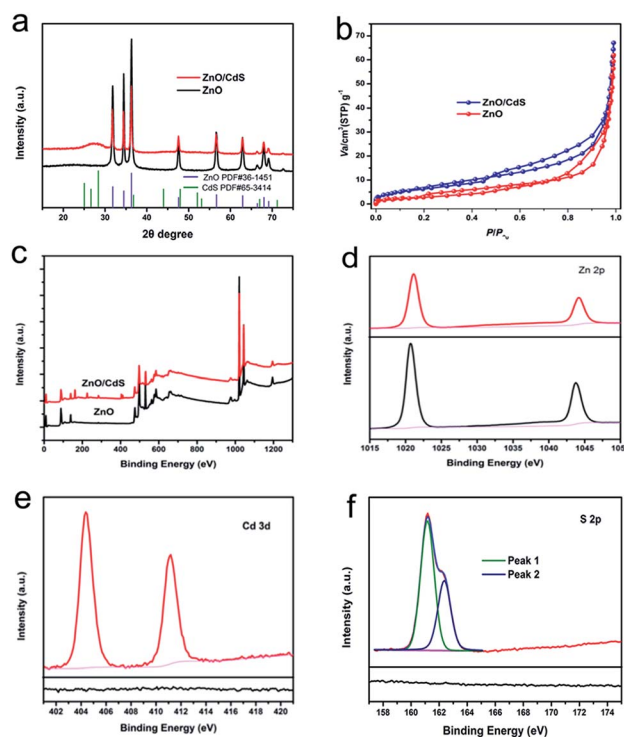 a
Intensity (a.u.)
ZnO/CdS
ZnO
ZnO PDF#36-1451
CdS PDF#65-3414
20 30 40 50 60 70
2θ degree
b
Va/cm³(STP) g⁻¹
70
60
50
40
30
20
10
0
ZnO/CdS
ZnO
0.0 0.2 0.4 0.6 0.8 1.0
c
Intensity (a.u.)
ZnO/CdS
ZnO
0 200 400 600 800 1000 1200
Binding Energy (eV)
d
Zn 2p
Intensity (a.u.)
1015 1020 1025 1030 1035 1040 1045
Binding Energy (eV)
e
Cd 3d
Intensity (a.u.)
402 404 406 408 410 412 414 416 418 420
Binding Energy (eV)
f
S 2p
Peak 1
Peak 2
Intensity (a.u.)
158 160 162 164 166 168 170 172 174
Binding Energy (eV)